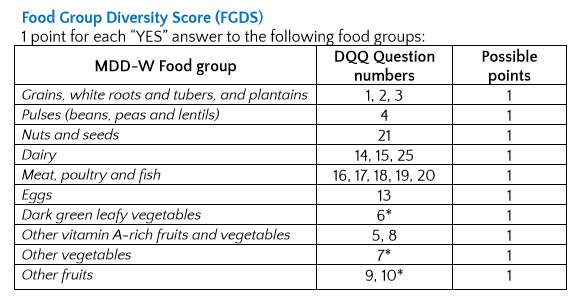 Food Group Diversity Score (FGDS)
1 point for each “YES” answer to the following food groups:
MDD-W Food group DQQ Question numbers Possible points
Grains, white roots and tubers, and plantains 1, 2, 3 1
Pulses (beans, peas and lentils) 4 1
Nuts and seeds 21 1
Dairy 14, 15, 25 1
Meat, poultry and fish 16, 17, 18, 19, 20 1
Eggs 13 1
Dark green leafy vegetables 6* 1
Other vitamin A-rich fruits and vegetables 5, 8 1
Other vegetables 7* 1
Other fruits 9, 10* 1